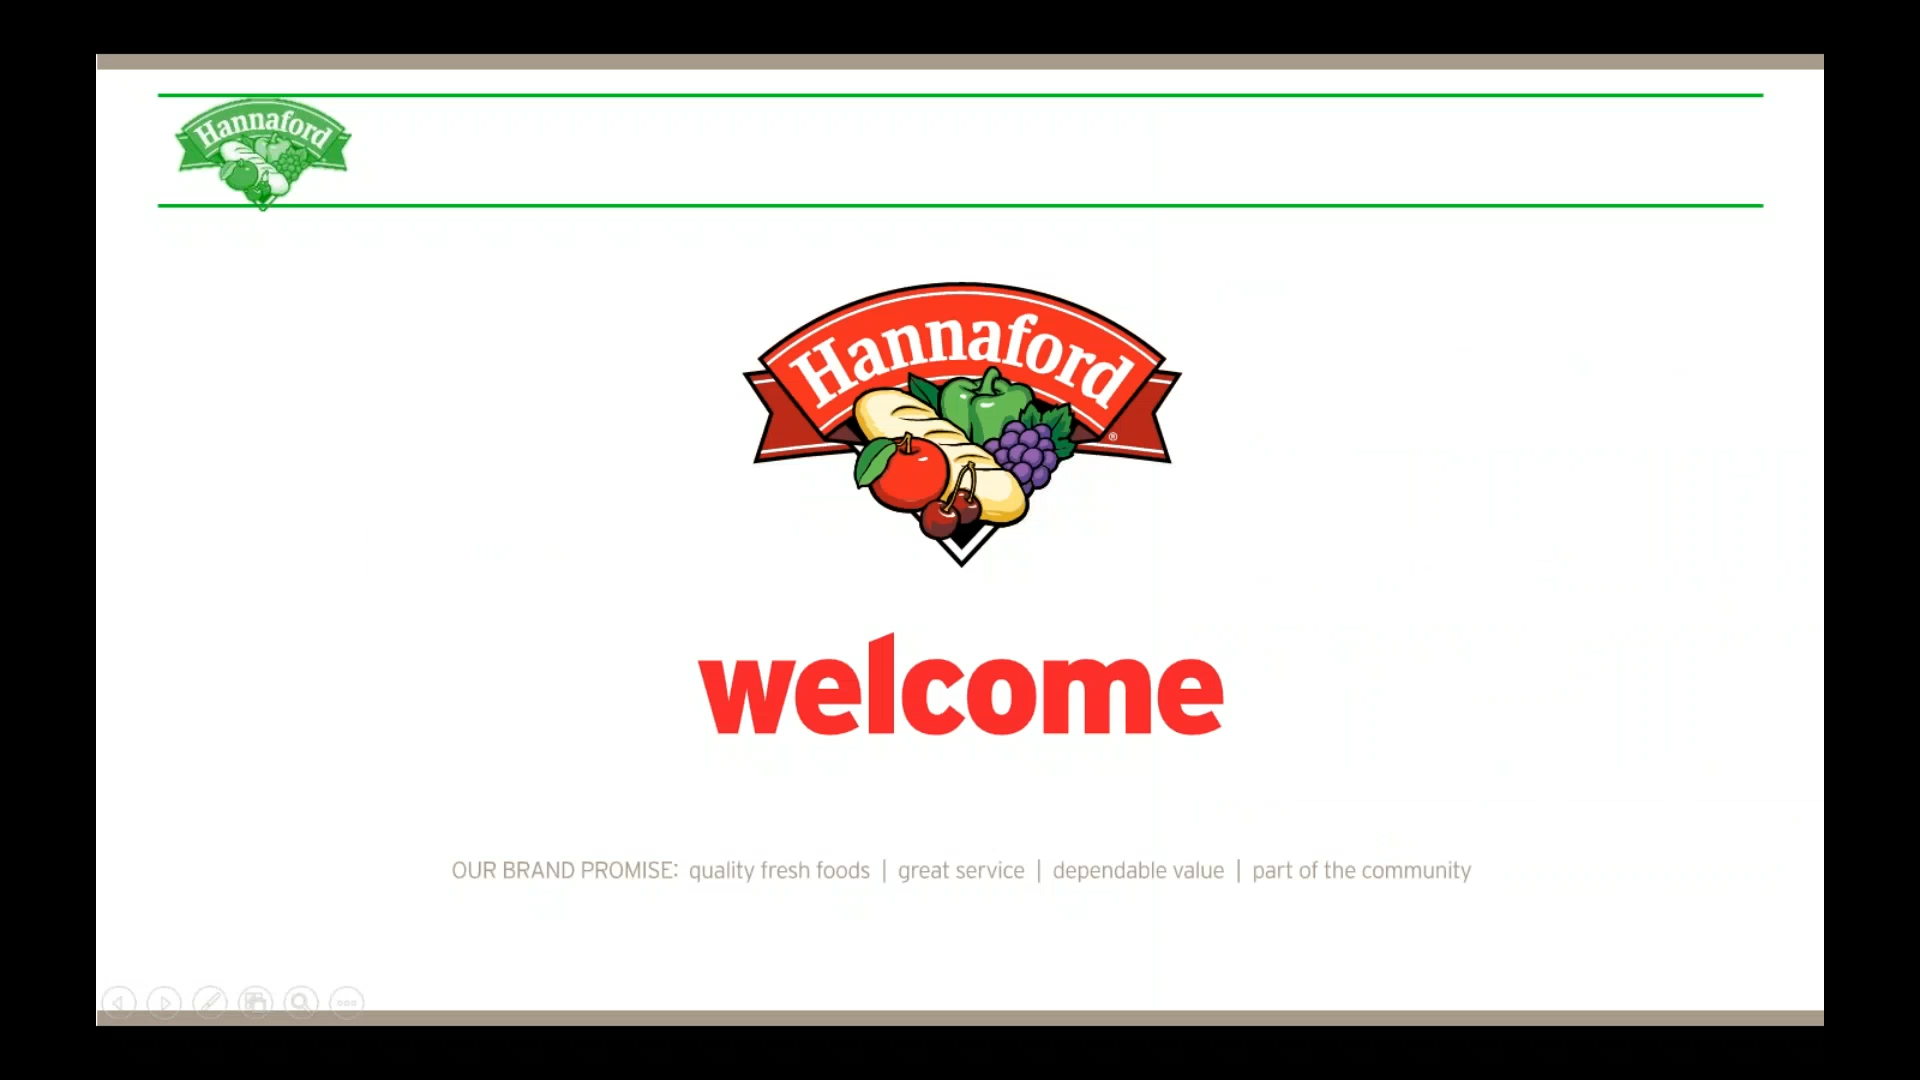 Hannaford
Hannaford®
welcome
OUR BRAND PROMISE: quality fresh foods | great service | dependable value | part of the community